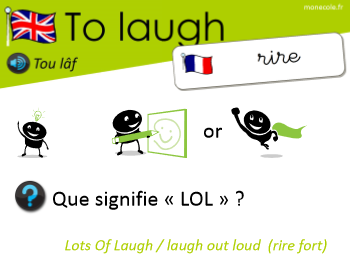 monecole.fr
To laugh
rire
Tou lâf
or
Que signifie « LOL » ?
Lots Of Laugh / laugh out loud (rire fort)